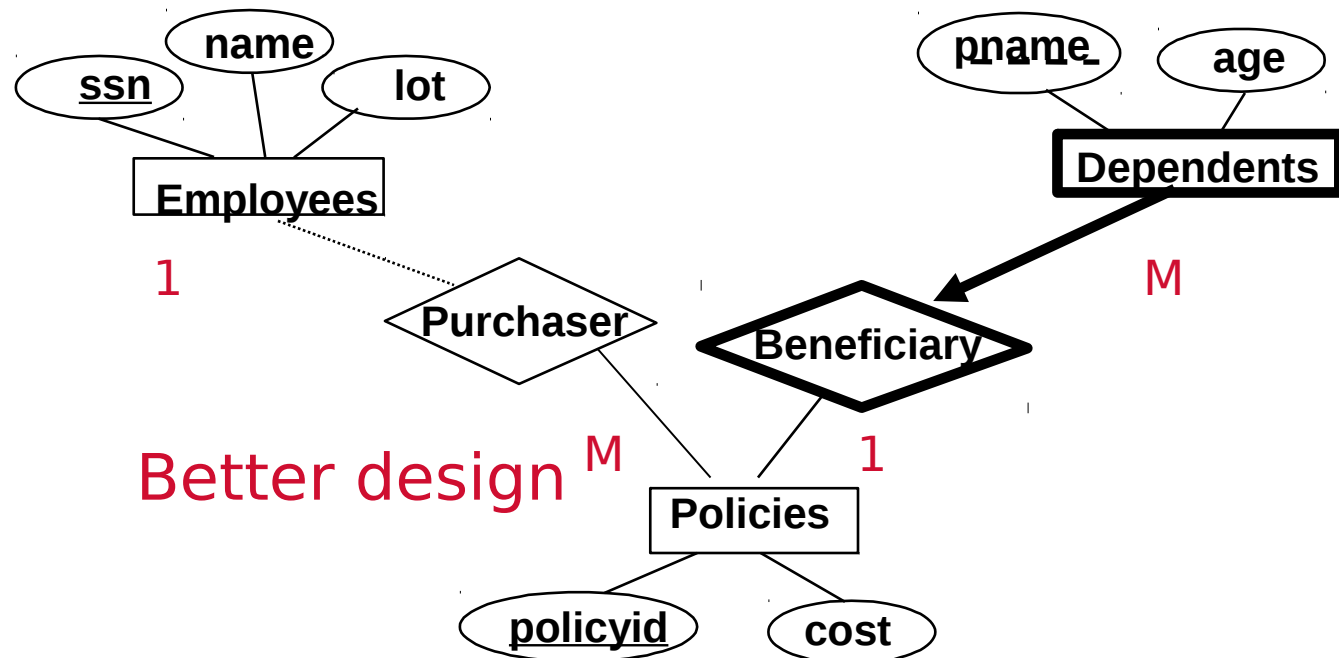 name
pname
ssn
lot
age
Employees
Dependents
1
M
Purchaser
Beneficiary
Better design
M
1
Policies
policyid
cost